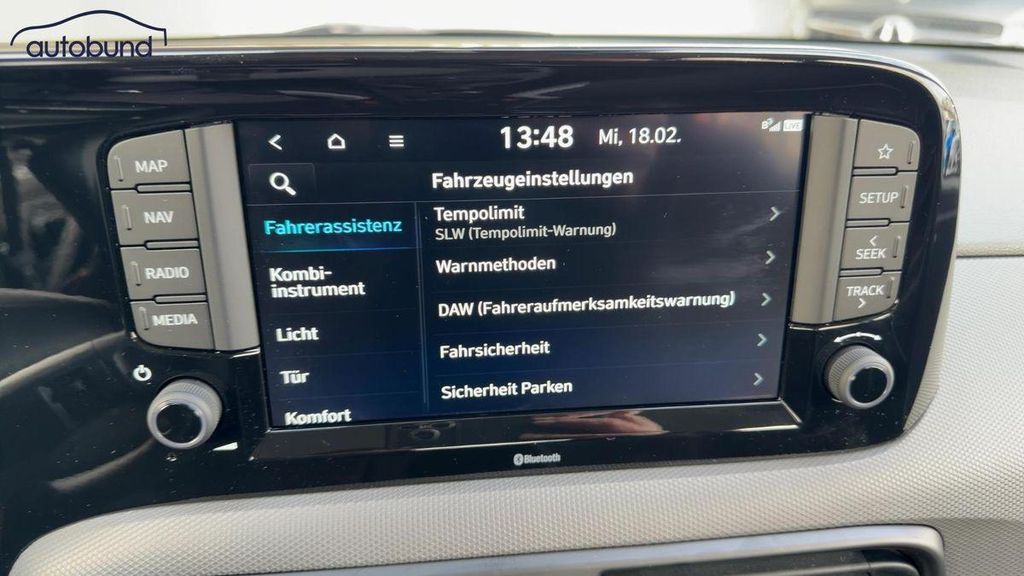 autobund
MAP
NAV
RADIO
MEDIA
13:48 Mi, 18.02.
LIVE
Fahrzeugeinstellungen
Fahrerassistenz
Kombi-
instrument
Licht
Tür
Komfort
Tempolimit
SLW (Tempolimit-Warnung)
Warnmethoden
DAW (Fahreraufmerksamkeitswarnung)
Fahrsicherheit
Sicherheit Parken
SETUP
SEEK
TRACK
Bluetooth